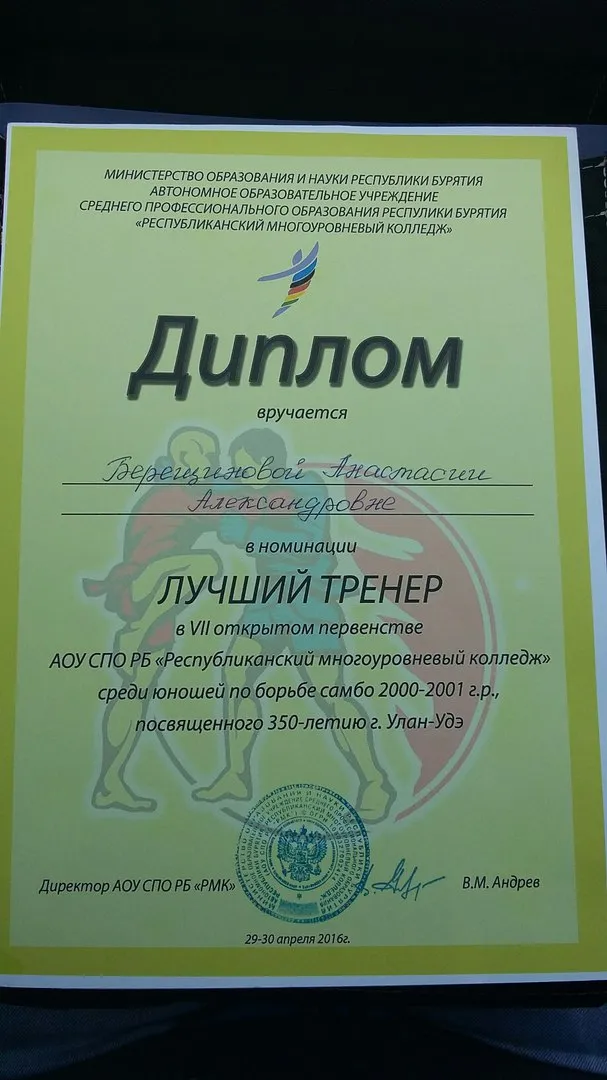 МИНИСТЕРСТВО ОБРАЗОВАНИЯ И НАУКИ РЕСПУБЛИКИ БУРЯТИЯ
АВТОНОМНОЕ ОБРАЗОВАТЕЛЬНОЕ УЧРЕЖДЕНИЕ
СРЕДНЕГО ПРОФЕССИОНАЛЬНОГО ОБРАЗОВАНИЯ РЕСПУЛИКИ БУРЯТИЯ
«РЕСПУБЛИКАНСКИЙ МНОГОУРОВНЕВЫЙ КОЛЛЕДЖ»
Диплом
вручается
Верещиновой Анастасии
Александровне
в номинации
ЛУЧШИЙ ТРЕНЕР
в VII открытом первенстве
АОУ СПО РБ «Республиканский многоуровневый колледж»
среди юношей по борьбе самбо 2000-2001 г.р.,
посвященного 350-летию г. Улан-Удэ
Директор АОУ СПО РБ «РМК»
В.М. Андрев
29-30 апреля 2016г.